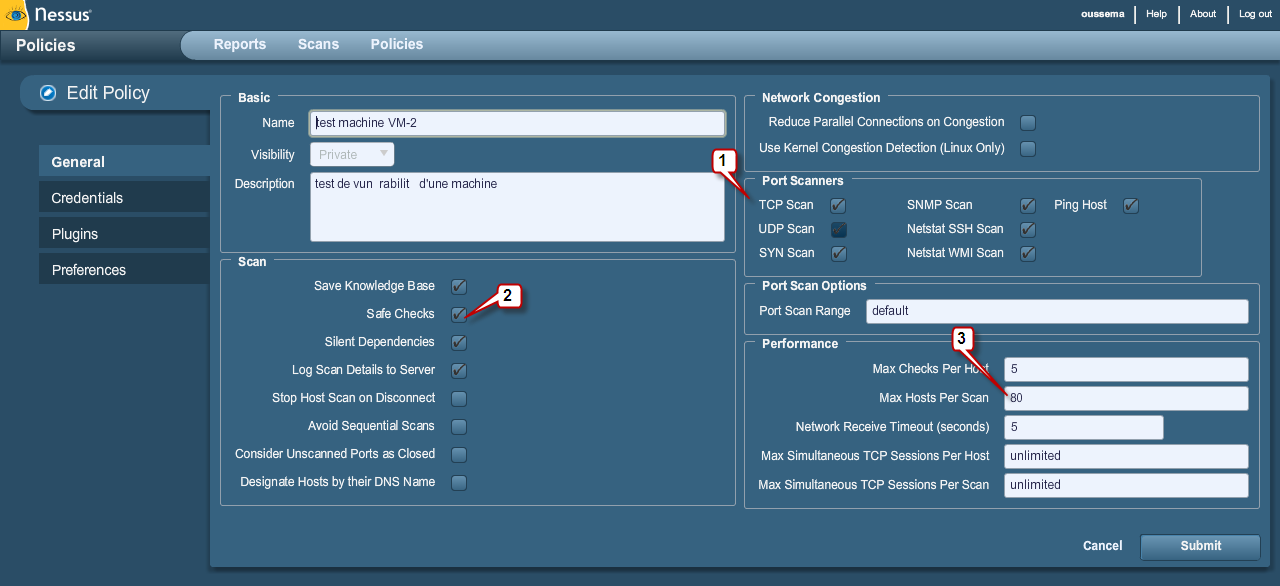 Nessus®
oussema Help About Log out
Policies Reports Scans Policies
Edit Policy
General
Credentials
Plugins
Preferences
Basic
Name test machine VM-2
Visibility Private
Description test de vun rabilit d'une machine
Scan
Save Knowledge Base
Safe Checks 2
Silent Dependencies
Log Scan Details to Server
Stop Host Scan on Disconnect
Avoid Sequential Scans
Consider Unscanned Ports as Closed
Designate Hosts by their DNS Name
Network Congestion
Reduce Parallel Connections on Congestion
Use Kernel Congestion Detection (Linux Only)
1
Port Scanners
TCP Scan SNMP Scan Ping Host
UDP Scan Netstat SSH Scan
SYN Scan Netstat WMI Scan
Port Scan Options
Port Scan Range default
Performance
3
Max Checks Per Host 5
Max Hosts Per Scan 80
Network Receive Timeout (seconds) 5
Max Simultaneous TCP Sessions Per Host unlimited
Max Simultaneous TCP Sessions Per Scan unlimited
Cancel Submit